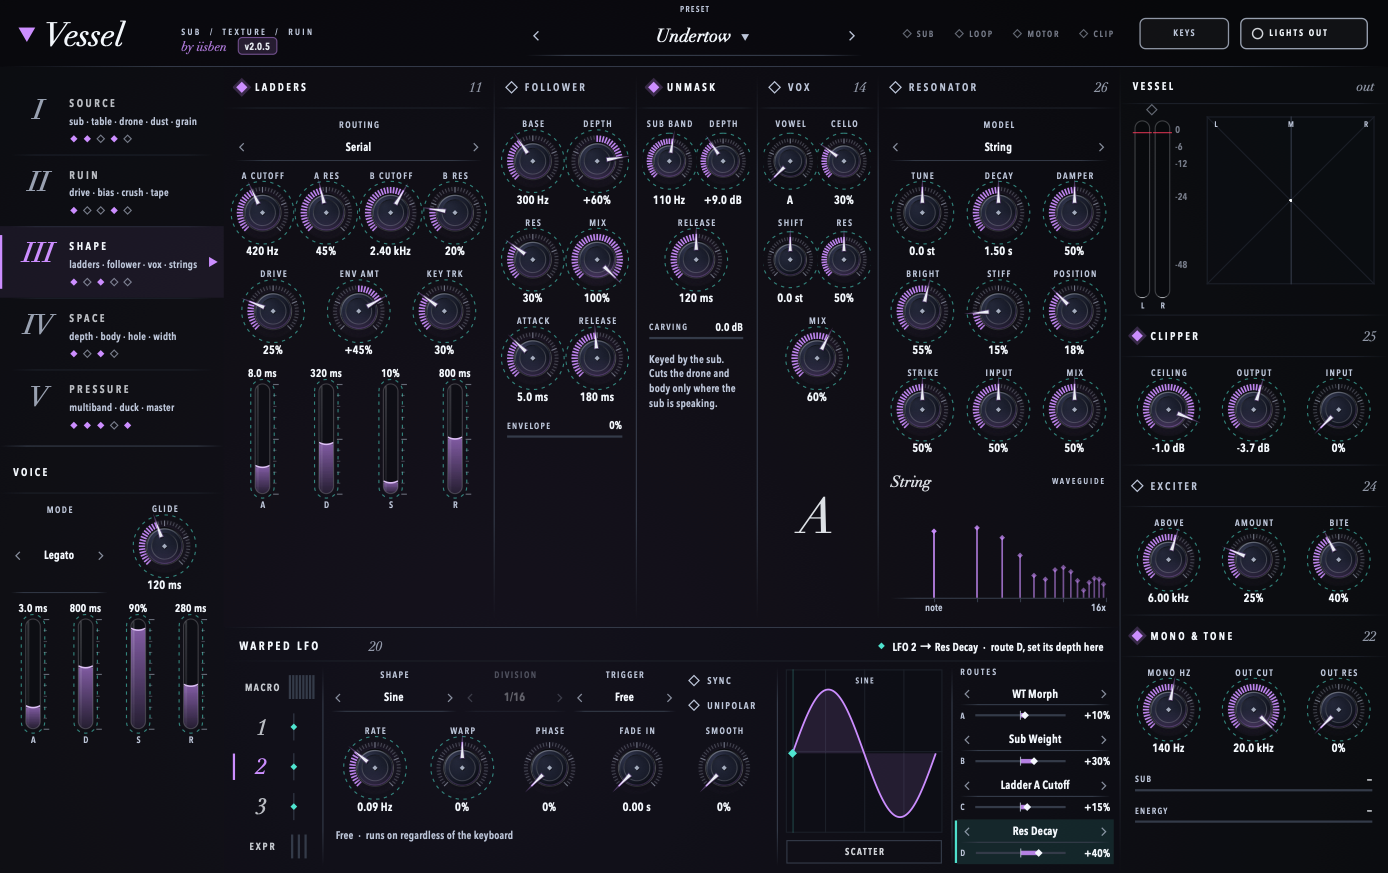 Vessel
SUB / TEXTURE / RUIN
by iisben v2.0.5
PRESET
Undertow
SUB LOOP MOTOR CLIP
KEYS
LIGHTS OUT
I SOURCE
sub · table · drone · dust · grain
II RUIN
drive · bias · crush · tape
III SHAPE
ladders · follower · vox · strings
IV SPACE
depth · body · hole · width
V PRESSURE
multiband · duck · master
VOICE
MODE GLIDE
Legato
120 ms
3.0 ms 800 ms 90% 280 ms
A D S R
LADDERS 11
ROUTING
Serial
A CUTOFF A RES B CUTOFF B RES
420 Hz 45% 2.40 kHz 20%
DRIVE ENV AMT KEY TRK
25% +45% 30%
8.0 ms 320 ms 10% 800 ms
A D S R
FOLLOWER
BASE DEPTH
300 Hz +60%
RES MIX
30% 100%
ATTACK RELEASE
5.0 ms 180 ms
ENVELOPE 0%
UNMASK
SUB BAND DEPTH
110 Hz +9.0 dB
RELEASE
120 ms
CARVING 0.0 dB
Keyed by the sub.
Cuts the drone and
body only where the
sub is speaking.
VOX 14
VOWEL CELLO
A 30%
SHIFT RES
0.0 st 50%
MIX
60%
A
RESONATOR 26
MODEL
String
TUNE DECAY DAMPER
0.0 st 1.50 s 50%
BRIGHT STIFF POSITION
55% 15% 18%
STRIKE INPUT MIX
50% 50% 50%
String WAVEGUIDE
note 16x
WARPED LFO 20
LFO 2 → Res Decay · route D, set its depth here
MACRO
1
2
3
EXPR
SHAPE DIVISION TRIGGER
Sine 1/16 Free
SYNC
UNIPOLAR
RATE WARP PHASE FADE IN SMOOTH
0.09 Hz 0% 0% 0.00 s 0%
Free · runs on regardless of the keyboard
SINE
SCATTER
ROUTES
WT Morph
A +10%
Sub Weight
B +30%
Ladder A Cutoff
C +15%
Res Decay
D +40%
VESSEL out
0
-6
-12
-24
-48
L R
L M R
CLIPPER 25
CEILING OUTPUT INPUT
-1.0 dB -3.7 dB 0%
EXCITER 24
ABOVE AMOUNT BITE
6.00 kHz 25% 40%
MONO & TONE 22
MONO HZ OUT CUT OUT RES
140 Hz 20.0 kHz 0%
SUB –
ENERGY –